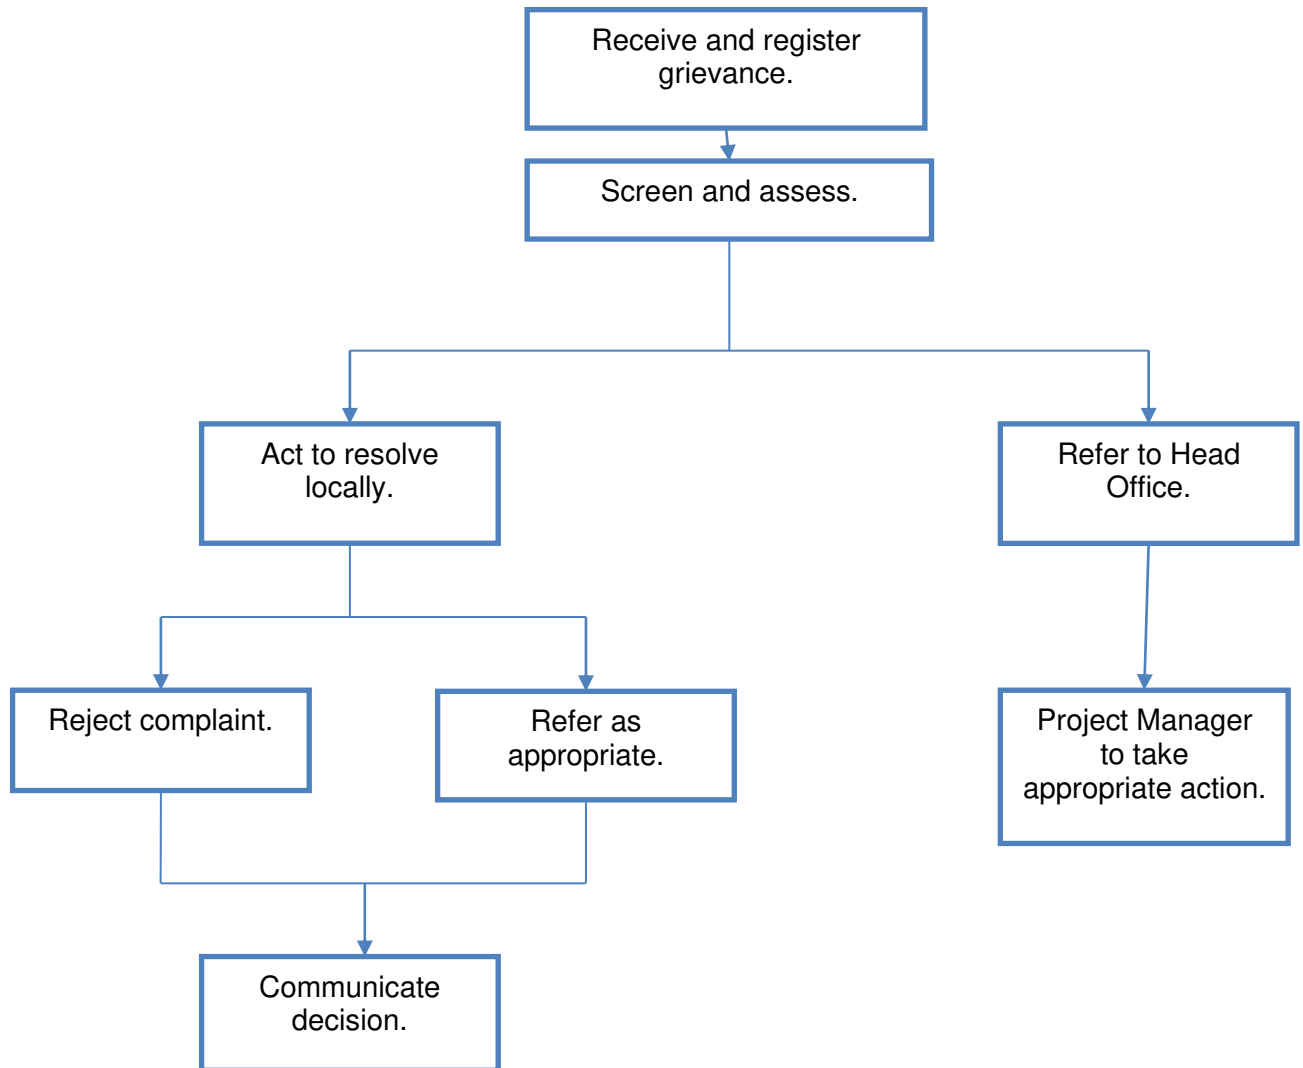 Receive and register
grievance.
Screen and assess.
Act to resolve
locally.
Refer to Head
Office.
Reject complaint.
Refer as
appropriate.
Project Manager
to take
appropriate action.
Communicate
decision.